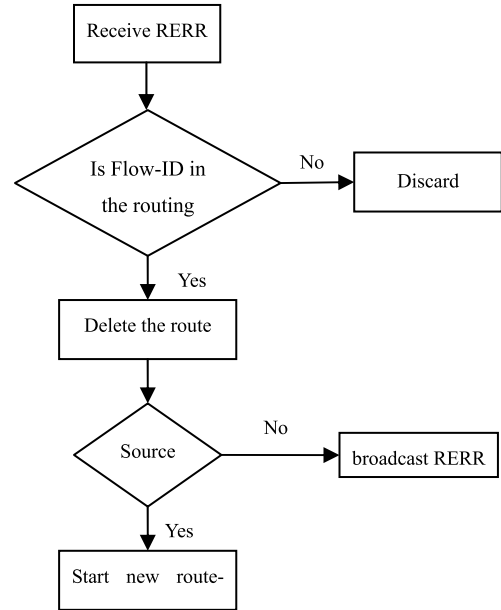 Receive RERR
Is Flow-ID in
the routing
No
Discard
Yes
Delete the route
Source
No
broadcast RERR
Yes
Start new route-